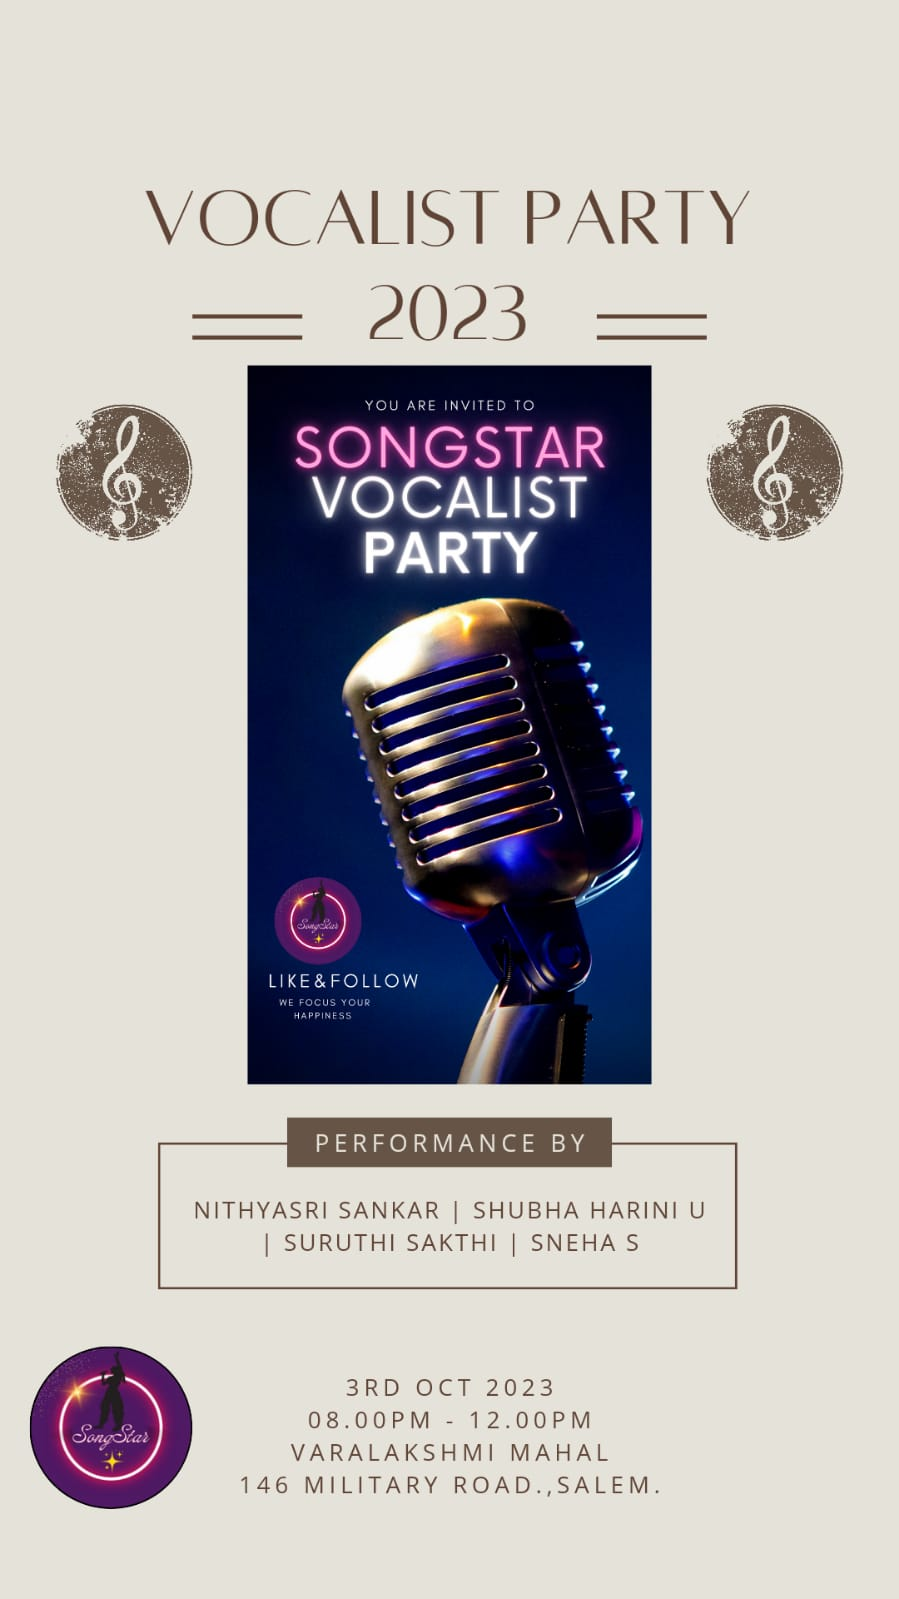 VOCALIST PARTY
2023
YOU ARE INVITED TO
SONGSTAR
VOCALIST
PARTY
SongStar
LIKE&FOLLOW
WE FOCUS YOUR
HAPPINESS
PERFORMANCE BY
NITHYASRI SANKAR | SHUBHA HARINI U
| SURUTHI SAKTHI | SNEHA S
SongStar
3RD OCT 2023
08.00PM - 12.00PM
VARALAKSHMI MAHAL
146 MILITARY ROAD.,SALEM.